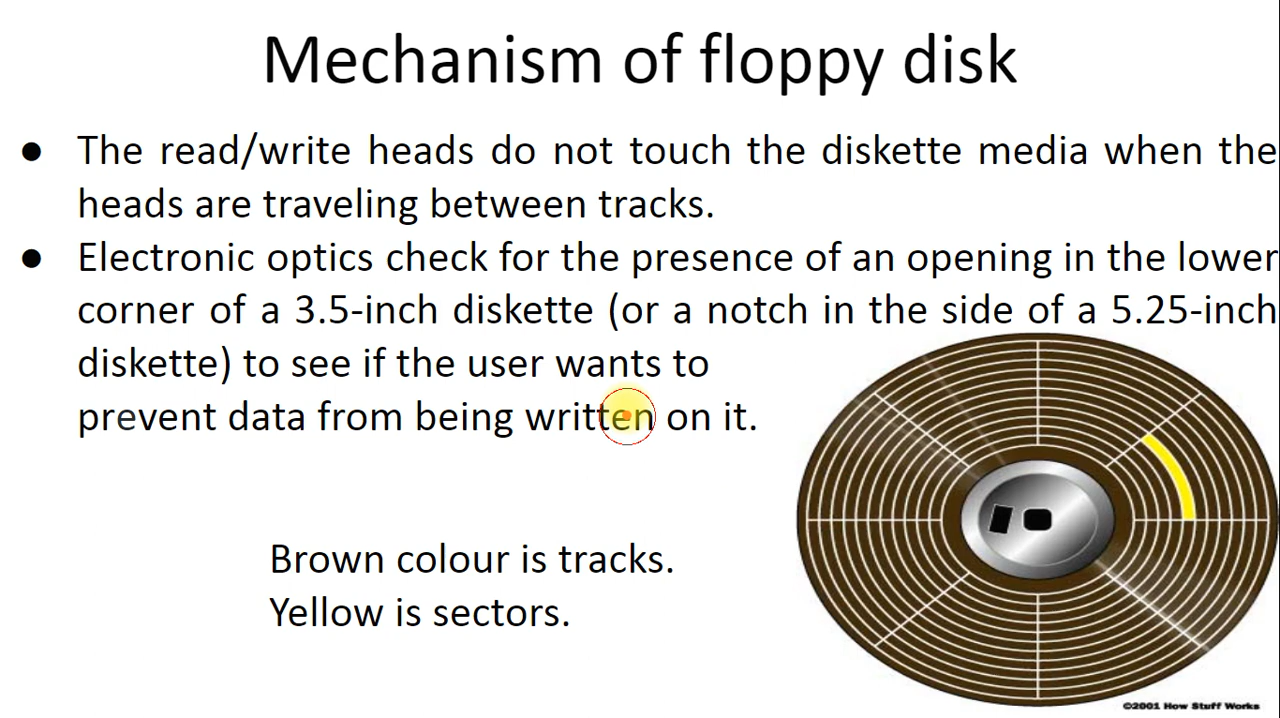 Mechanism of floppy disk
● The read/write heads do not touch the diskette media when the
heads are traveling between tracks.
● Electronic optics check for the presence of an opening in the lower
corner of a 3.5-inch diskette (or a notch in the side of a 5.25-inch
diskette) to see if the user wants to
prevent data from being written on it.
Brown colour is tracks.
Yellow is sectors.
©2001 How Stuff Works